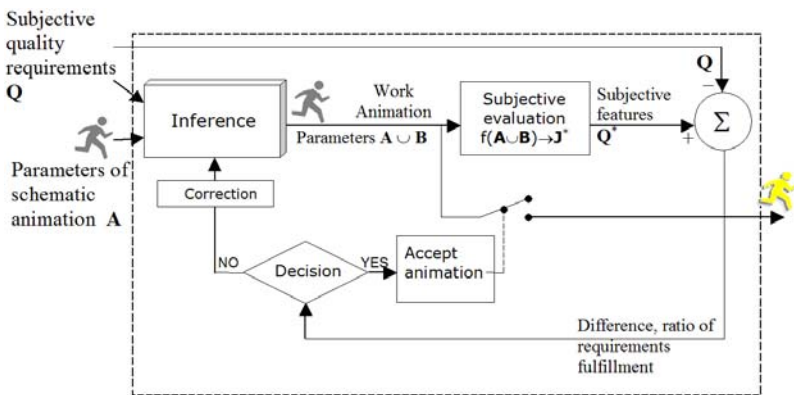 Subjective
quality
requirements
Q
Parameters of
schematic
animation A
Inference
Work
Animation
Parameters A ∪ B
Subjective
evaluation
f(A∪B)→J*
Subjective
features
Q*
Q
−
+
Σ
Correction
NO
Decision
YES
Accept
animation
Difference, ratio of
requirements
fulfillment